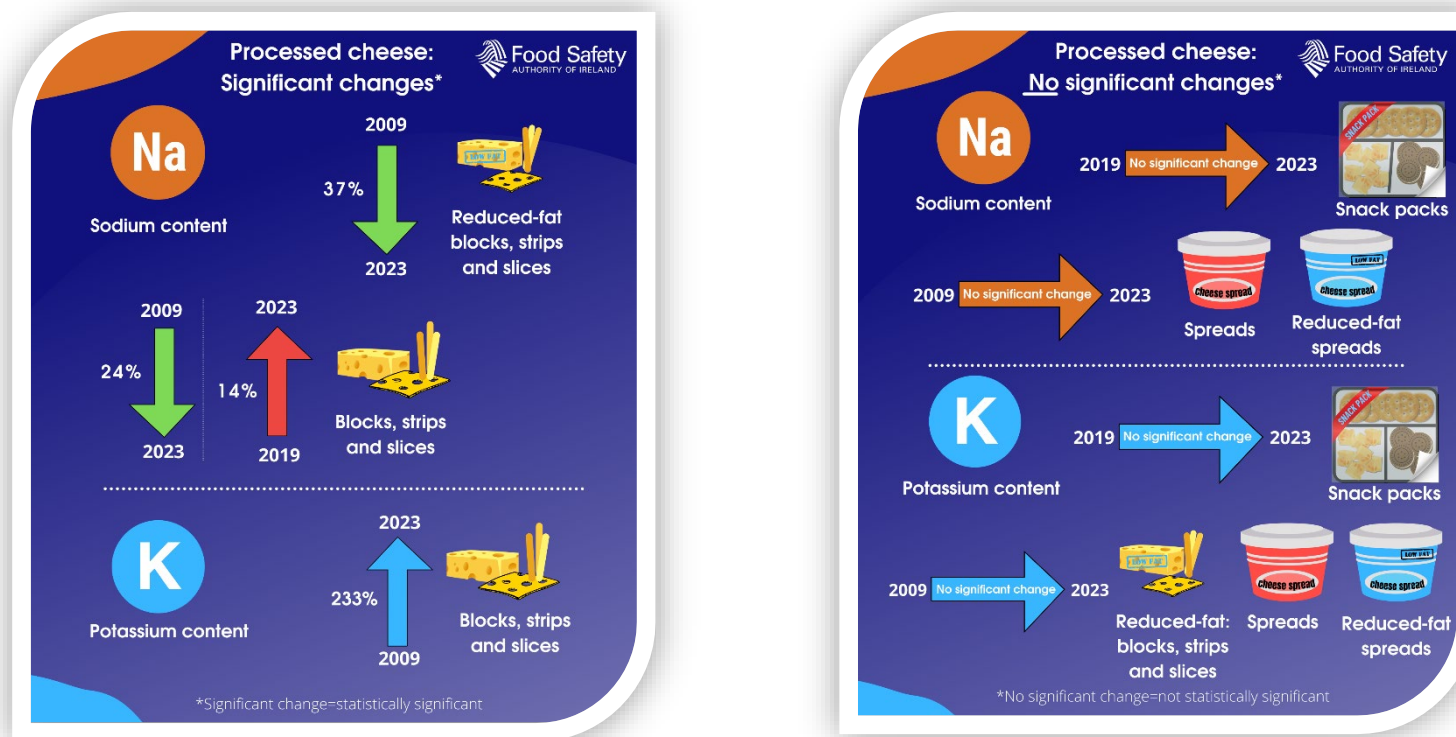 Processed cheese:
Significant changes*
Food Safety
AUTHORITY OF IRELAND
Na
Sodium content
2009
37%
2023
LOW FAT
Reduced-fat
blocks, strips
and slices
2009
24%
2023
2023
14%
2019
Blocks, strips
and slices
K
Potassium content
2023
233%
2009
Blocks, strips
and slices
*Significant change=statistically significant
Processed cheese:
No significant changes*
Food Safety
AUTHORITY OF IRELAND
Na
Sodium content
2019 No significant change 2023
SNACK PACK
Snack packs
2009 No significant change 2023
cheese spread
Spreads
LOW FAT
cheese spread
Reduced-fat
spreads
K
Potassium content
2019 No significant change 2023
SNACK PACK
Snack packs
2009 No significant change 2023
LOW FAT
Reduced-fat:
blocks, strips
and slices
cheese spread
Spreads
LOW FAT
cheese spread
Reduced-fat
spreads
*No significant change=not statistically significant